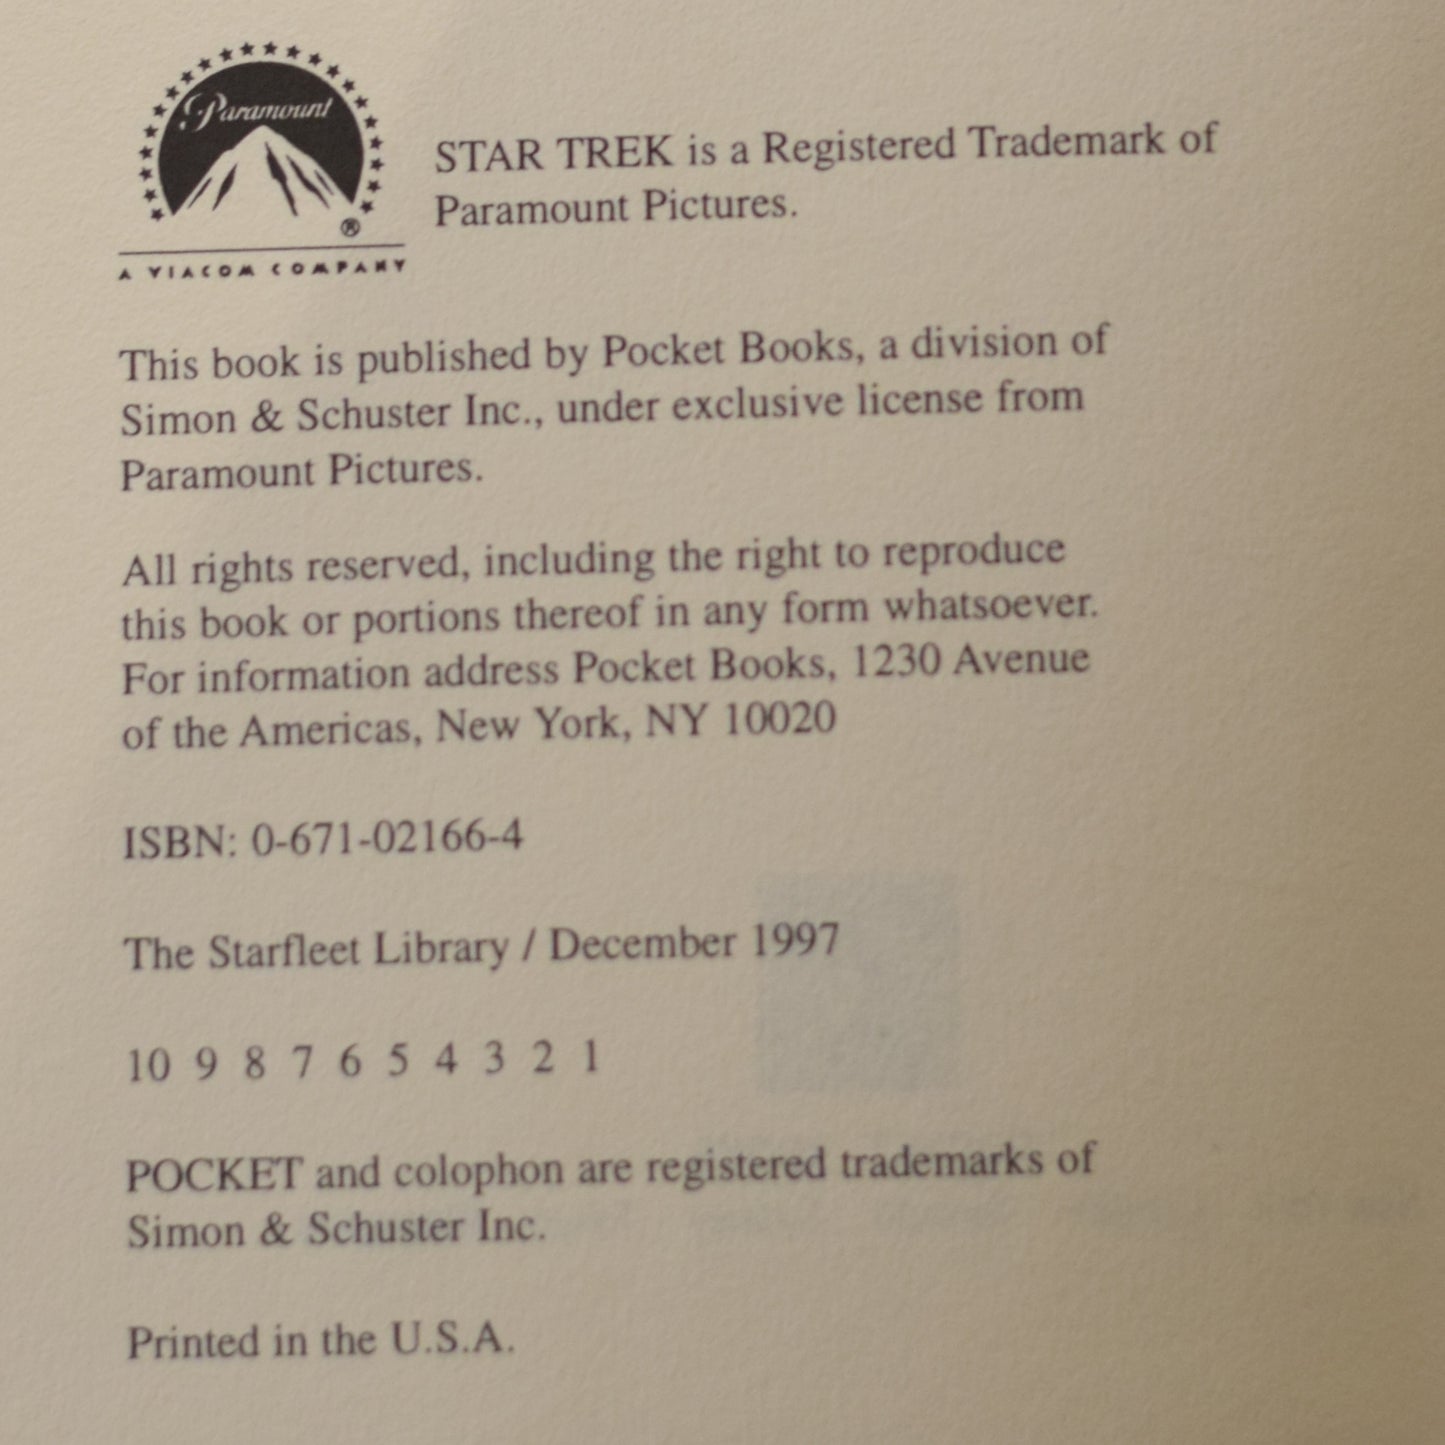 Paramount
®
A VIACOM COMPANY
STAR TREK is a Registered Trademark of
Paramount Pictures.
This book is published by Pocket Books, a division of
Simon & Schuster Inc., under exclusive license from
Paramount Pictures.
All rights reserved, including the right to reproduce
this book or portions thereof in any form whatsoever.
For information address Pocket Books, 1230 Avenue
of the Americas, New York, NY 10020
ISBN: 0-671-02166-4
The Starfleet Library / December 1997
10 9 8 7 6 5 4 3 2 1
POCKET and colophon are registered trademarks of
Simon & Schuster Inc.
Printed in the U.S.A.